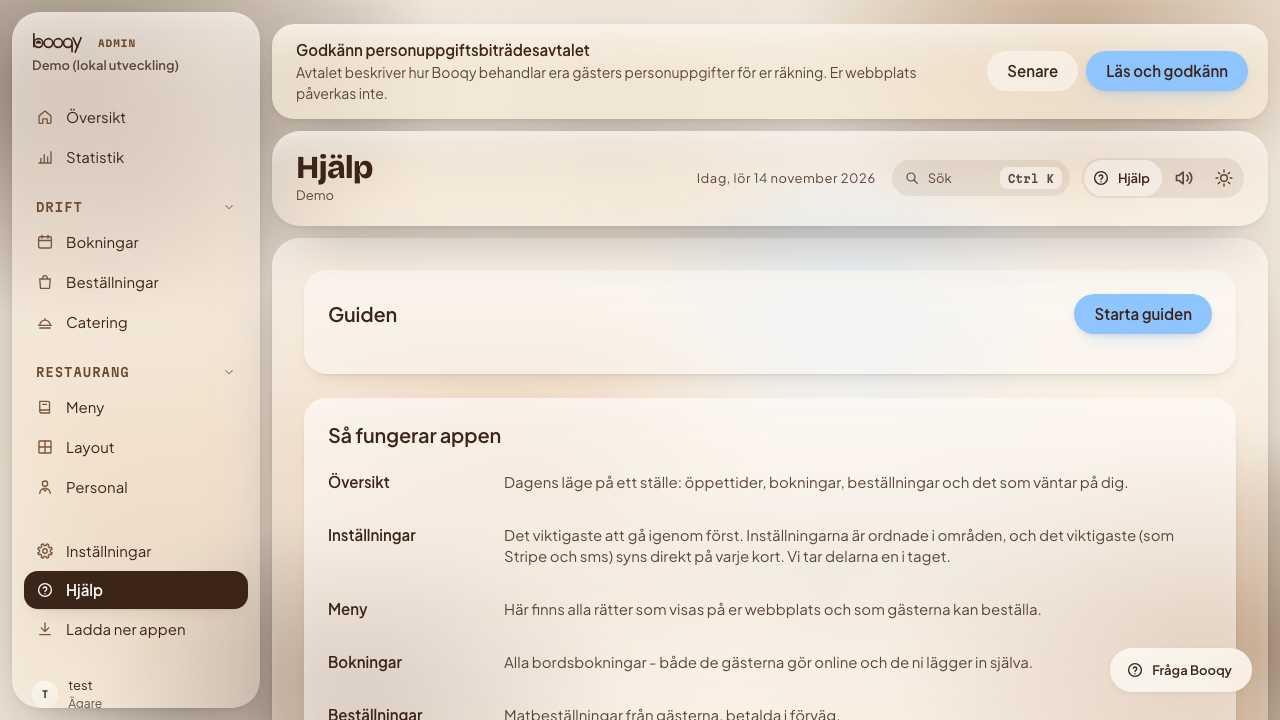 booqy ADMIN
Demo (lokal utveckling)
Översikt
Statistik
DRIFT
Bokningar
Beställningar
Catering
RESTAURANG
Meny
Layout
Personal
Inställningar
Hjälp
Ladda ner appen
T test
Ägare
Godkänn personuppgiftsbiträdesavtalet
Avtalet beskriver hur Booqy behandlar era gästers personuppgifter för er räkning. Er webbplats
påverkas inte.
Senare
Läs och godkänn
Hjälp
Demo
Idag, lör 14 november 2026
Sök Ctrl K
Hjälp
Guiden
Starta guiden
Så fungerar appen
Översikt Dagens läge på ett ställe: öppettider, bokningar, beställningar och det som väntar på dig.
Inställningar Det viktigaste att gå igenom först. Inställningarna är ordnade i områden, och det viktigaste (som
Stripe och sms) syns direkt på varje kort. Vi tar delarna en i taget.
Meny Här finns alla rätter som visas på er webbplats och som gästerna kan beställa.
Bokningar Alla bordsbokningar - både de gästerna gör online och de ni lägger in själva.
Beställningar Matbeställningar från gästerna, betalda i förväg.
Fråga Booqy